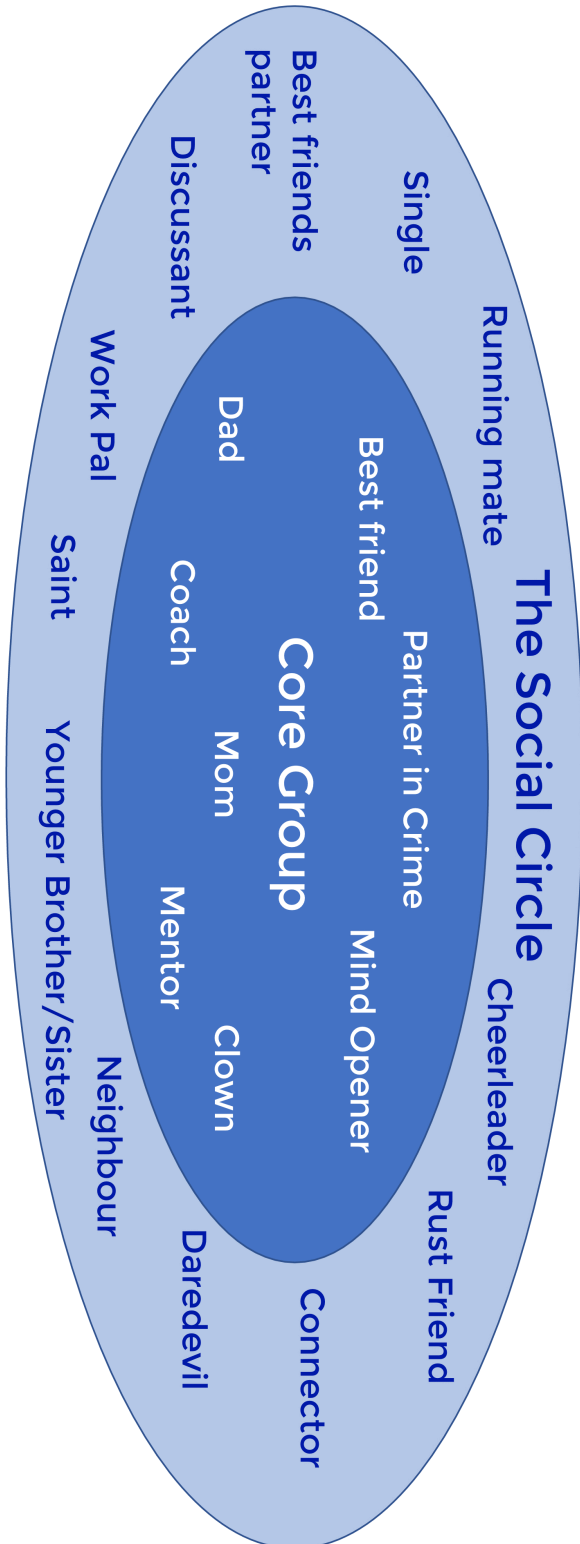 The Social Circle
Running mate
Cheerleader
Single
Rust Friend
Best friends
partner
Connector
Discussant
Daredevil
Work Pal
Neighbour
Saint
Younger Brother/Sister
Partner in Crime
Best friend
Mind Opener
Core Group
Dad
Mom
Clown
Coach
Mentor